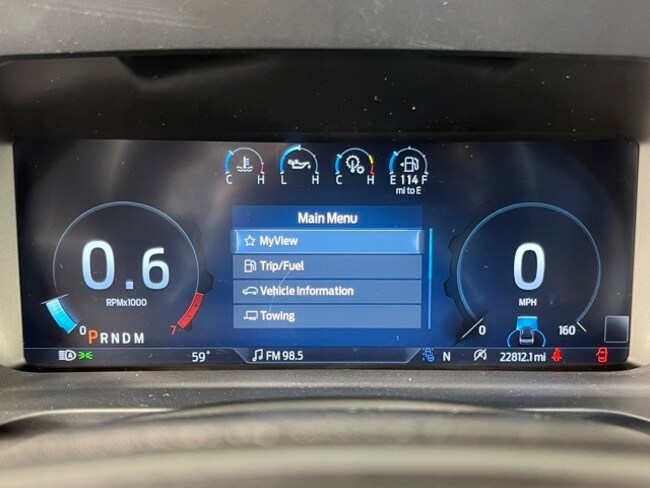 C H L H C H E 114 F
mi to E
Main Menu
MyView
Trip/Fuel
Vehicle information
Towing
0.6
RPMx1000
0 7
PRNDM
0
MPH
0 160
59° FM 98.5 N 22812.1 mi